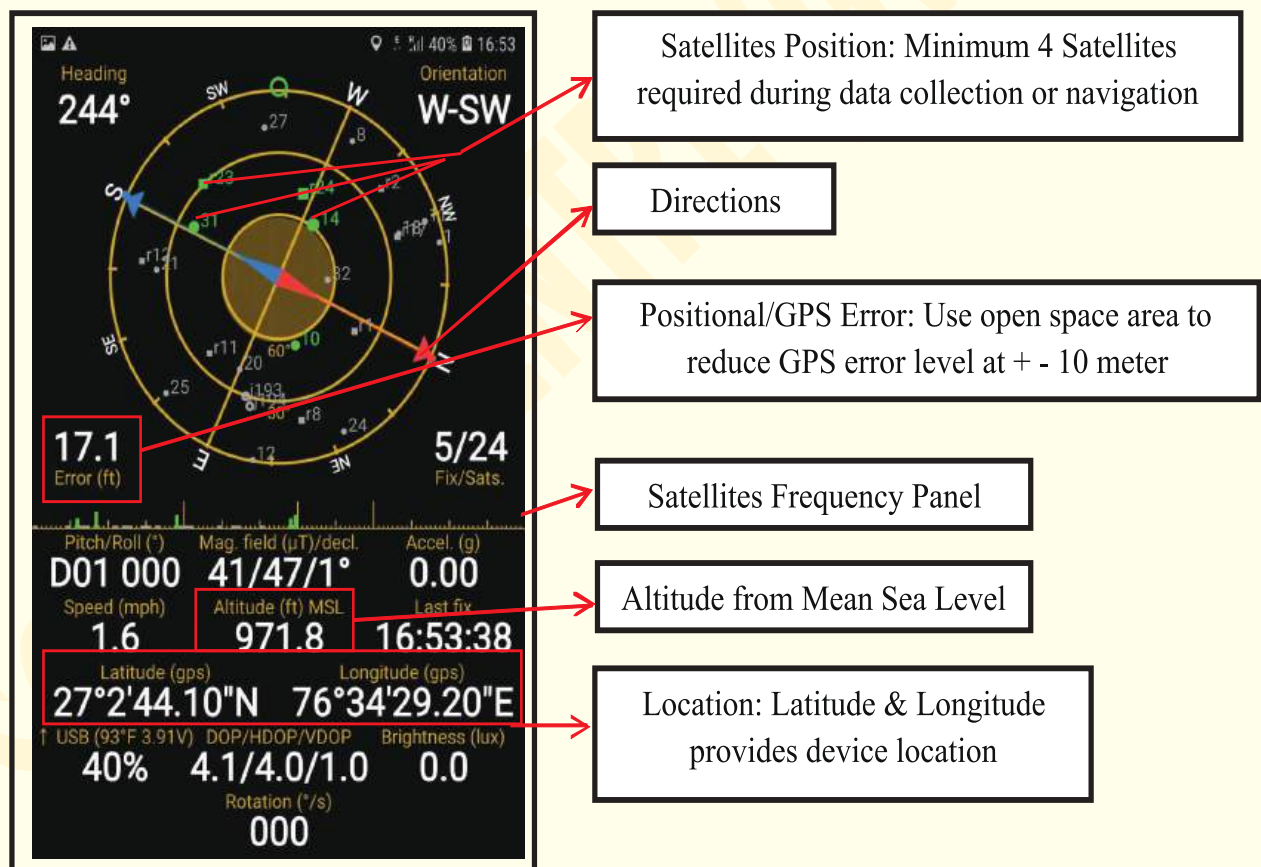 40% 16:53
Heading
244°
Orientation
W-SW
SW
W
27
8
S
r23
r24
r2
NW
31
14
1
r12
21
32
SE
60°
10
r1
r11
20
25
i193
30°
r8
24
E
12
NE
17.1
Error (ft)
5/24
Fix/Sats.
Pitch/Roll (°) Mag. field (µT)/decl. Accel. (g)
D01 000 41/47/1° 0.00
Speed (mph) Altitude (ft) MSL Last fix
1.6 971.8 16:53:38
Latitude (gps) Longitude (gps)
27°2'44.10"N 76°34'29.20"E
↑ USB (93°F 3.91V) DOP/HDOP/VDOP Brightness (lux)
40% 4.1/4.0/1.0 0.0
Rotation (°/s)
000
Satellites Position: Minimum 4 Satellites
required during data collection or navigation
Directions
Positional/GPS Error: Use open space area to
reduce GPS error level at + - 10 meter
Satellites Frequency Panel
Altitude from Mean Sea Level
Location: Latitude & Longitude
provides device location